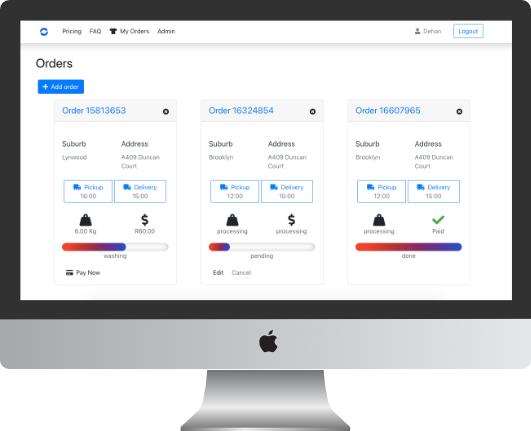 Pricing FAQ My Orders Admin Dehan Logout
Orders
+ Add order
Order 15813653 Order 16324854 Order 16607965
Suburb Address Suburb Address Suburb Address
Lynwood A409 Duncan Court Brooklyn A409 Duncan Court Brooklyn A409 Duncan Court
Pickup Delivery Pickup Delivery Pickup Delivery
16:00 15:00 12:00 15:00 12:00 15:00
6.00 Kg R60.00 processing processing processing Paid
washing pending done
Pay Now Edit Cancel